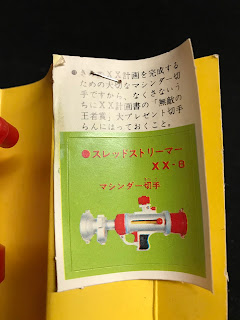 ●きみのXX計画を完成する
ための大切なマシンダー切
手ですから、なくさないう
ちにXX計画書の「無敵の
王者賞」大プレゼント切手
らんにはっておくこと。
●スレッドストリーマー
XX-8
マシンダー切手